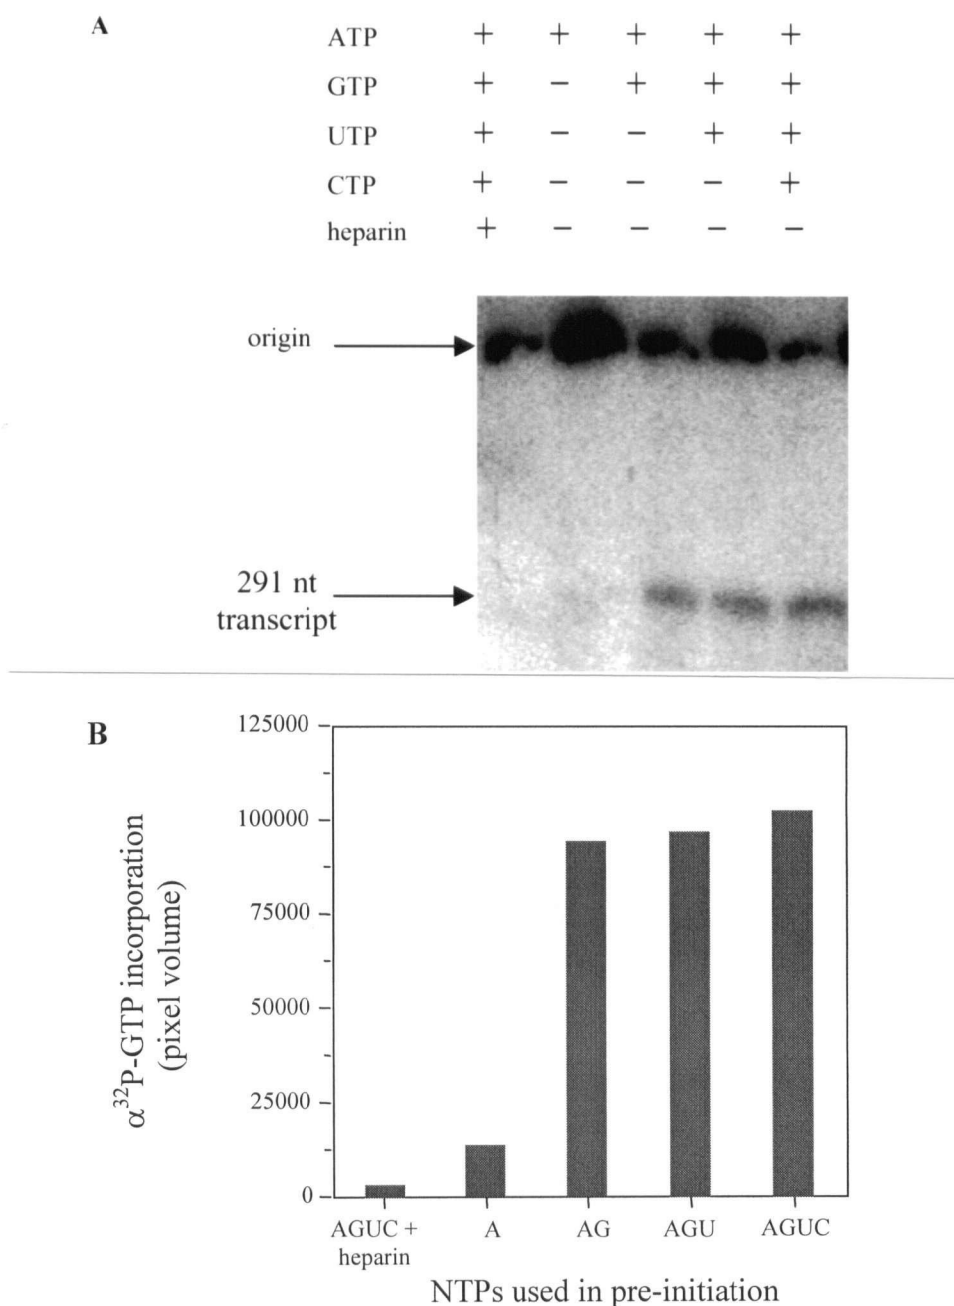 A
ATP + + + + +
GTP + − + + +
UTP + − − + +
CTP + − − − +
heparin + − − − −
origin
291 nt
transcript
B
125000
100000
75000
50000
25000
0
α³²P-GTP incorporation
(pixel volume)
AGUC +
heparin
A
AG
AGU
AGUC
NTPs used in pre-initiation